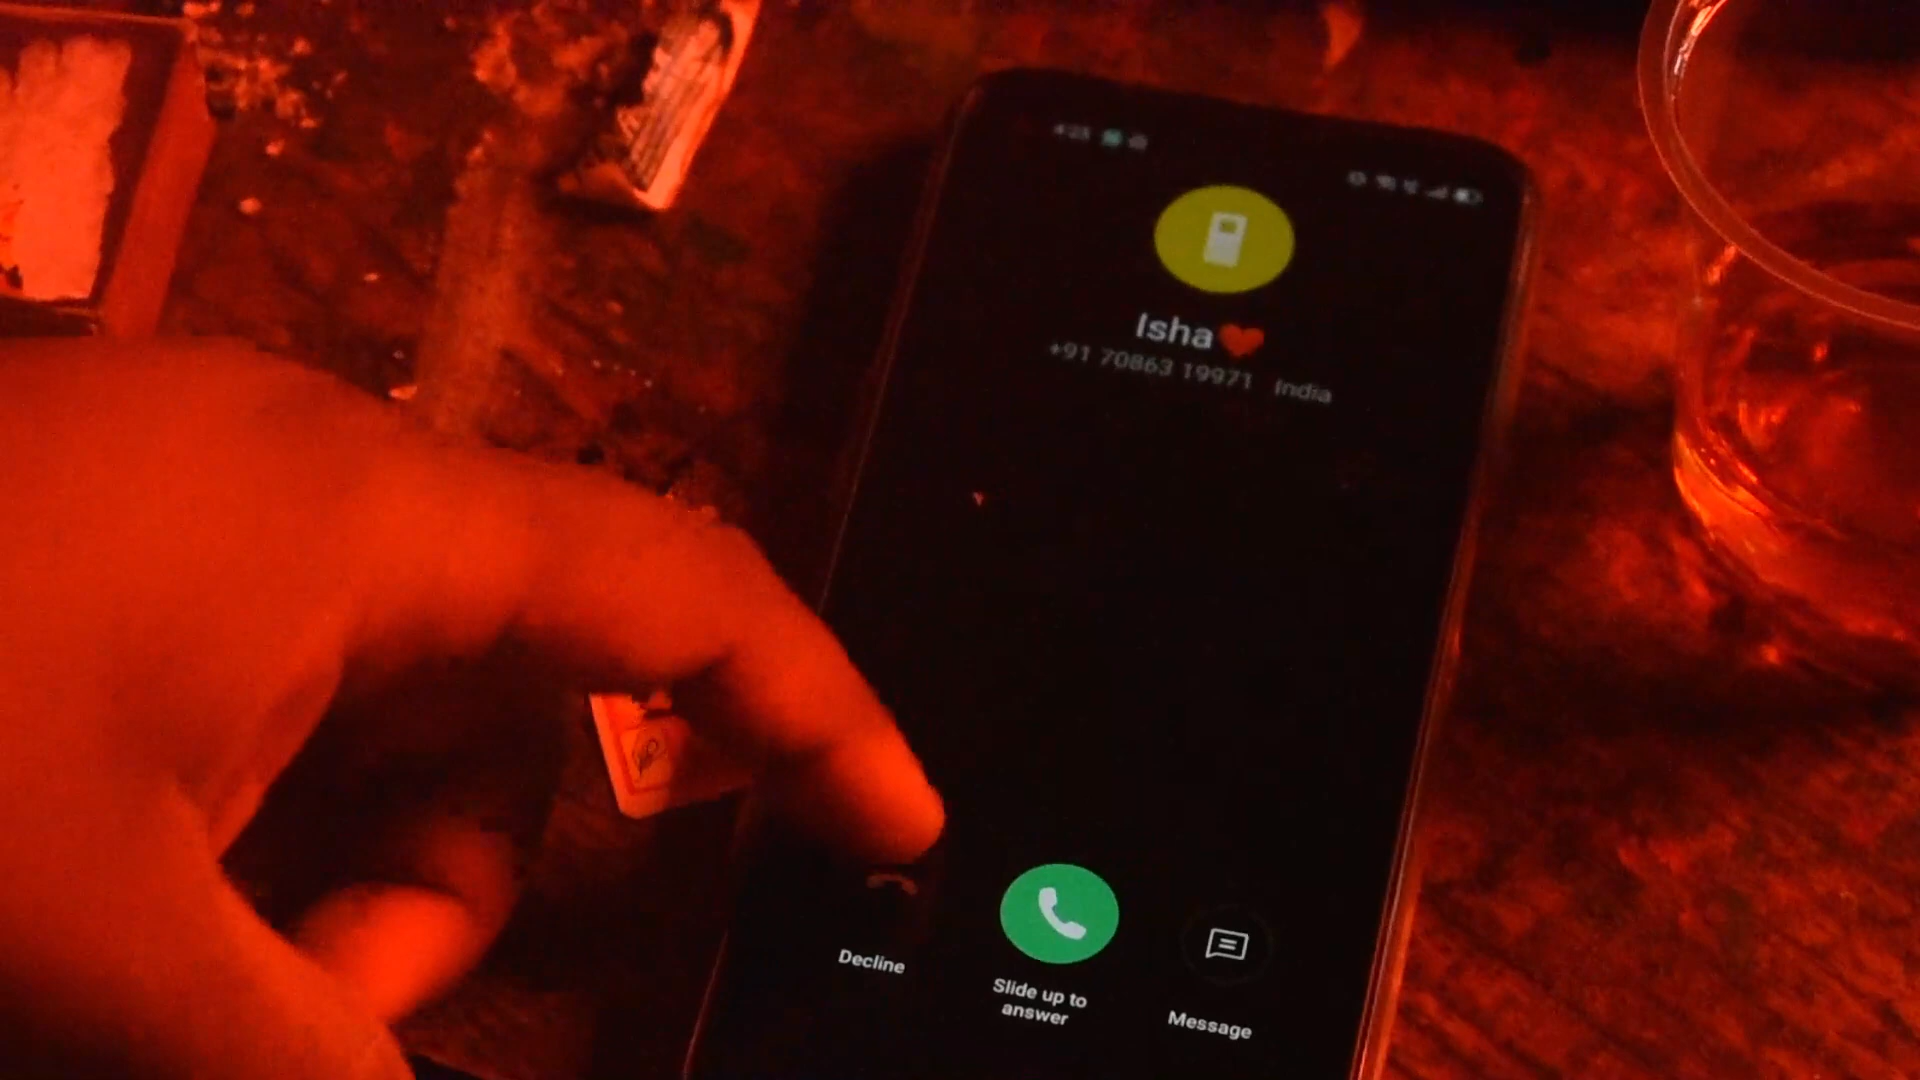 Isha❤️
+91 70863 19971 India
Decline
Slide up to
answer
Message